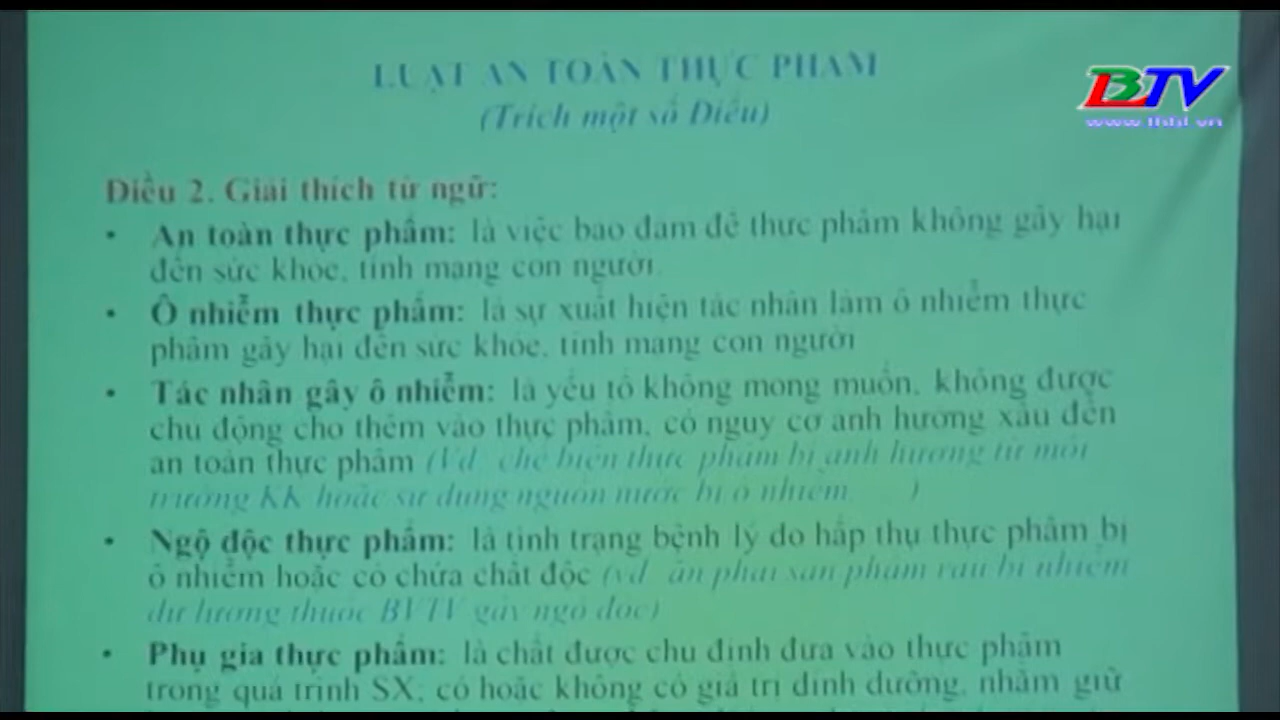 LUẬT AN TOÀN THỰC PHẨM
(Trích một số Điều)
BTV
www.thbt.vn
Điều 2. Giải thích từ ngữ:
• An toàn thực phẩm: là việc bảo đảm để thực phẩm không gây hại
đến sức khỏe, tính mạng con người.
• Ô nhiễm thực phẩm: là sự xuất hiện tác nhân làm ô nhiễm thực
phẩm gây hại đến sức khỏe, tính mạng con người
• Tác nhân gây ô nhiễm: là yếu tố không mong muốn, không được
chủ động cho thêm vào thực phẩm, có nguy cơ ảnh hưởng xấu đến
an toàn thực phẩm (Vd: chế biến thực phẩm bị ảnh hưởng từ môi
trường KK hoặc sử dụng nguồn nước bị ô nhiễm )
• Ngộ độc thực phẩm: là tình trạng bệnh lý do hấp thụ thực phẩm bị
ô nhiễm hoặc có chứa chất độc (vd: ăn phải sản phẩm rau bị nhiễm
dư lượng thuốc BVTV gây ngộ độc)
• Phụ gia thực phẩm: là chất được chủ định đưa vào thực phẩm
trong quá trình SX, có hoặc không có giá trị dinh dưỡng, nhằm giữ